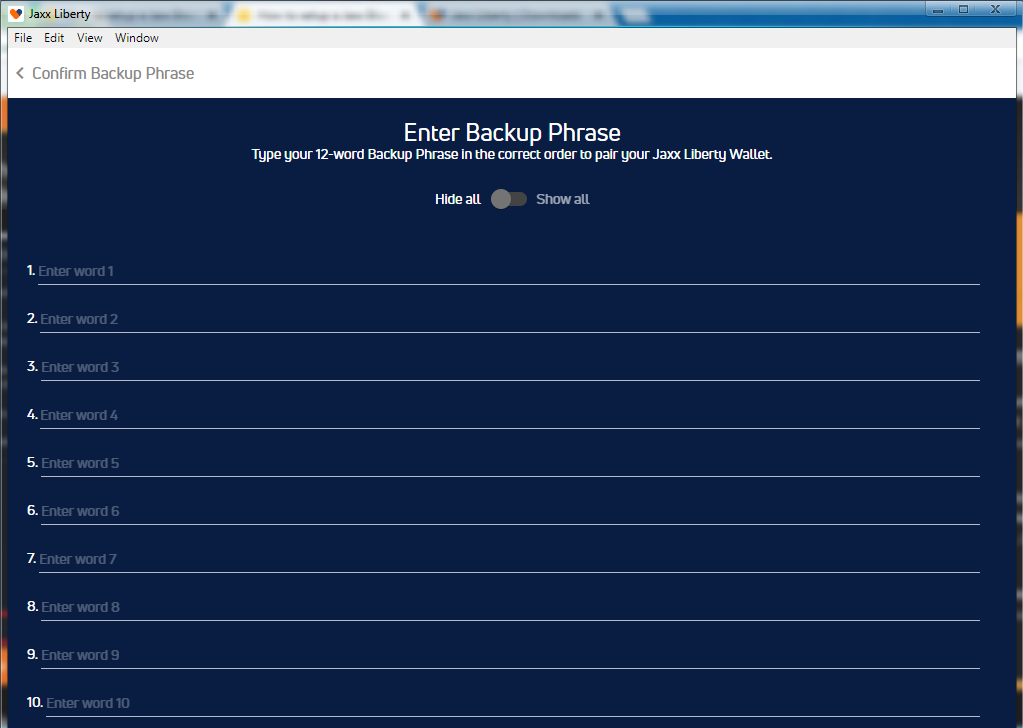 Jaxx Liberty
File Edit View Window
Confirm Backup Phrase
Enter Backup Phrase
Type your 12-word Backup Phrase in the correct order to pair your Jaxx Liberty Wallet.
Hide all Show all
1. Enter word 1
2. Enter word 2
3. Enter word 3
4. Enter word 4
5. Enter word 5
6. Enter word 6
7. Enter word 7
8. Enter word 8
9. Enter word 9
10. Enter word 10